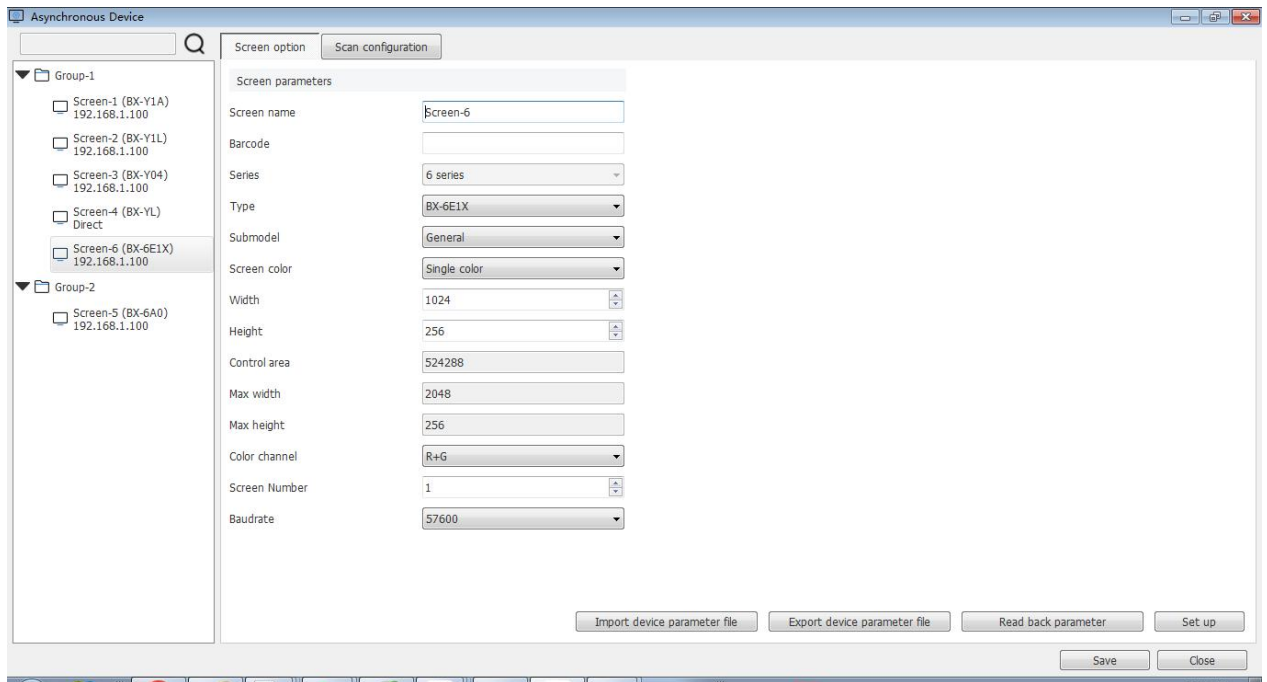 Asynchronous Device
Screen option
Scan configuration
Group-1
Screen-1 (BX-Y1A)
192.168.1.100
Screen-2 (BX-Y1L)
192.168.1.100
Screen-3 (BX-Y04)
192.168.1.100
Screen-4 (BX-YL)
Direct
Screen-6 (BX-6E1X)
192.168.1.100
Group-2
Screen-5 (BX-6A0)
192.168.1.100
Screen parameters
Screen name Screen-6
Barcode
Series 6 series
Type BX-6E1X
Submodel General
Screen color Single color
Width 1024
Height 256
Control area 524288
Max width 2048
Max height 256
Color channel R+G
Screen Number 1
Baudrate 57600
Import device parameter file
Export device parameter file
Read back parameter
Set up
Save
Close